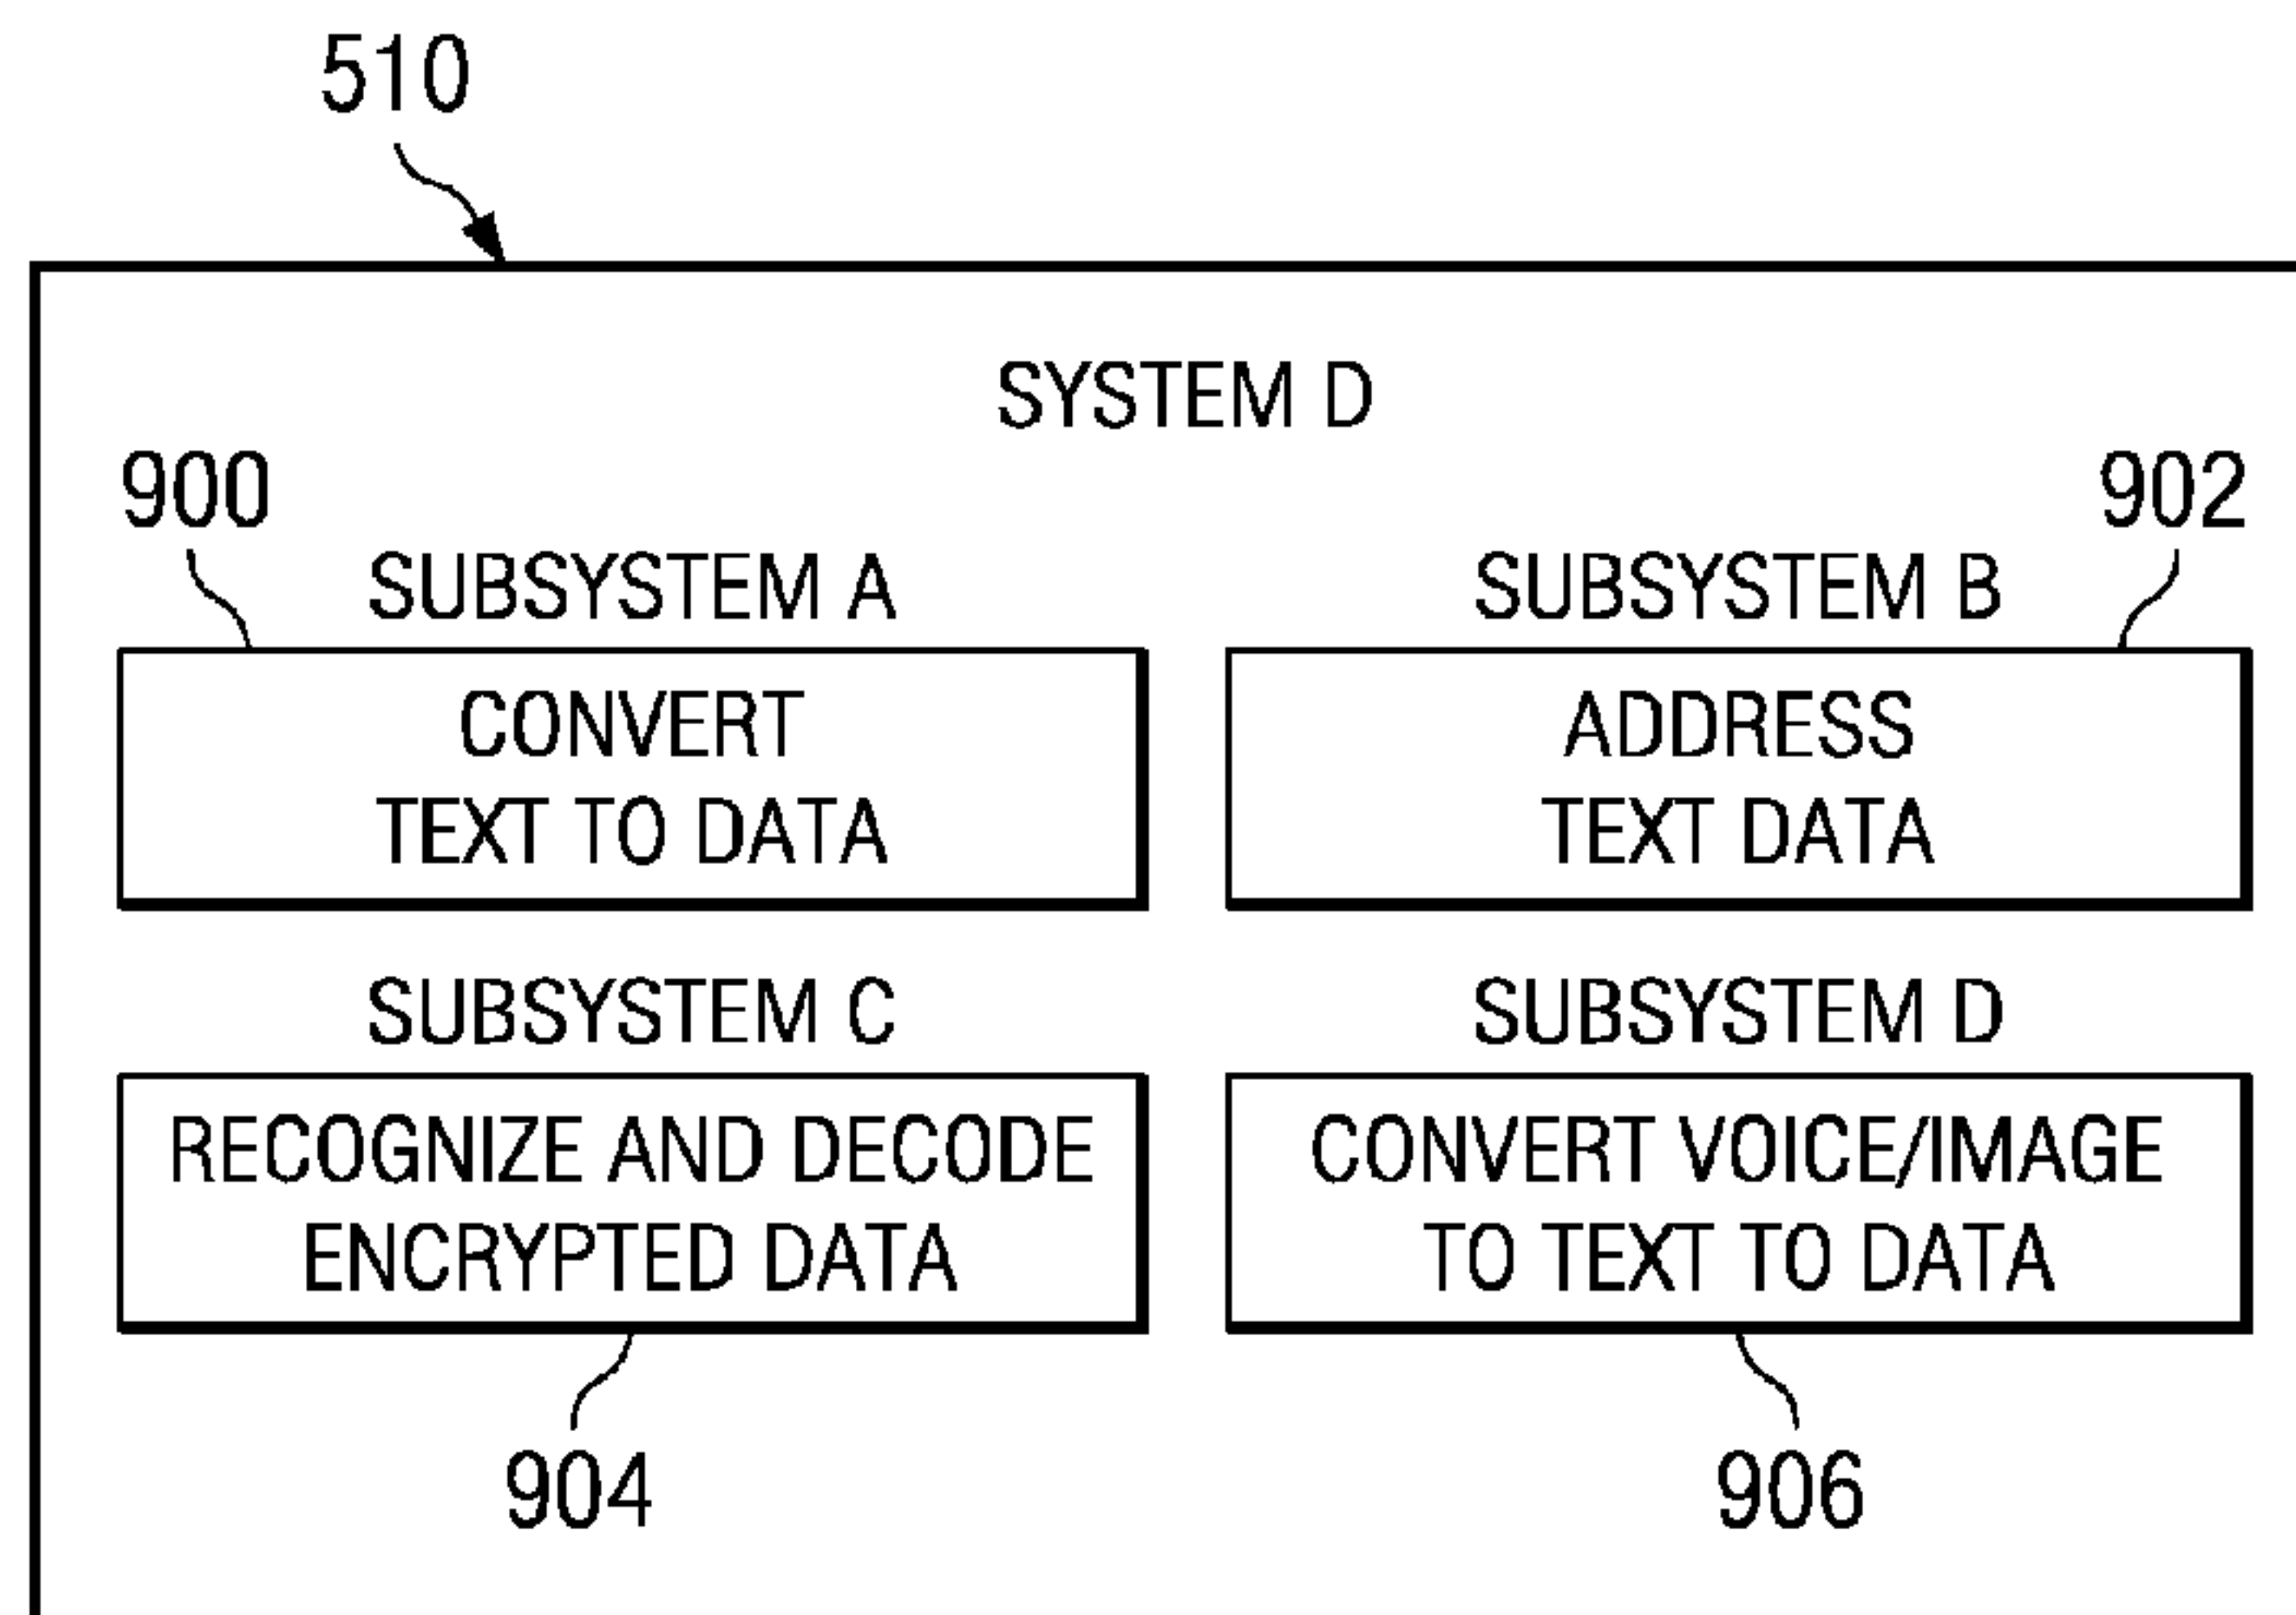 510
SYSTEM D
900
902
SUBSYSTEM A
SUBSYSTEM B
CONVERT
TEXT TO DATA
ADDRESS
TEXT DATA
SUBSYSTEM C
SUBSYSTEM D
RECOGNIZE AND DECODE
ENCRYPTED DATA
CONVERT VOICE/IMAGE
TO TEXT TO DATA
904
906